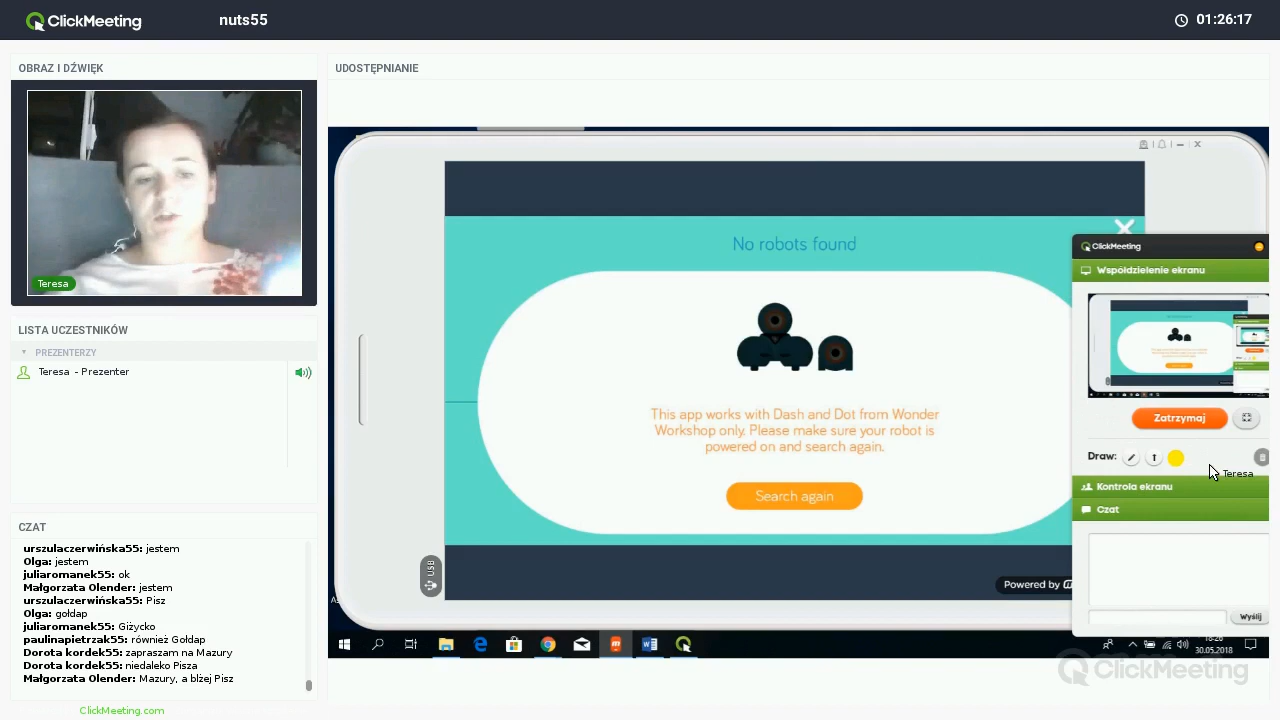 ClickMeeting
nuts55
01:26:17
OBRAZ I DŹWIĘK
UDOSTĘPNIANIE
Teresa
LISTA UCZESTNIKÓW
PREZENTERZY
Teresa - Prezenter
CZAT
urszulaczerwińska55: jestem
Olga: jestem
juliaromanek55: ok
Małgorzata Olender: jestem
urszulaczerwińska55: Pisz
Olga: gołdap
juliaromanek55: Giżycko
paulinapietrzak55: również Gołdap
Dorota kordek55: zapraszam na Mazury
Dorota kordek55: niedaleko Pisza
Małgorzata Olender: Mazury, a blżej Pisz
ClickMeeting.com
No robots found
This app works with Dash and Dot from Wonder
Workshop only. Please make sure your robot is
powered on and search again.
Search again
USB
Powered by
ClickMeeting
Współdzielenie ekranu
Zatrzymaj
Draw:
Teresa
Kontrola ekranu
Czat
Wyślij
18:26
30.05.2018
ClickMeeting